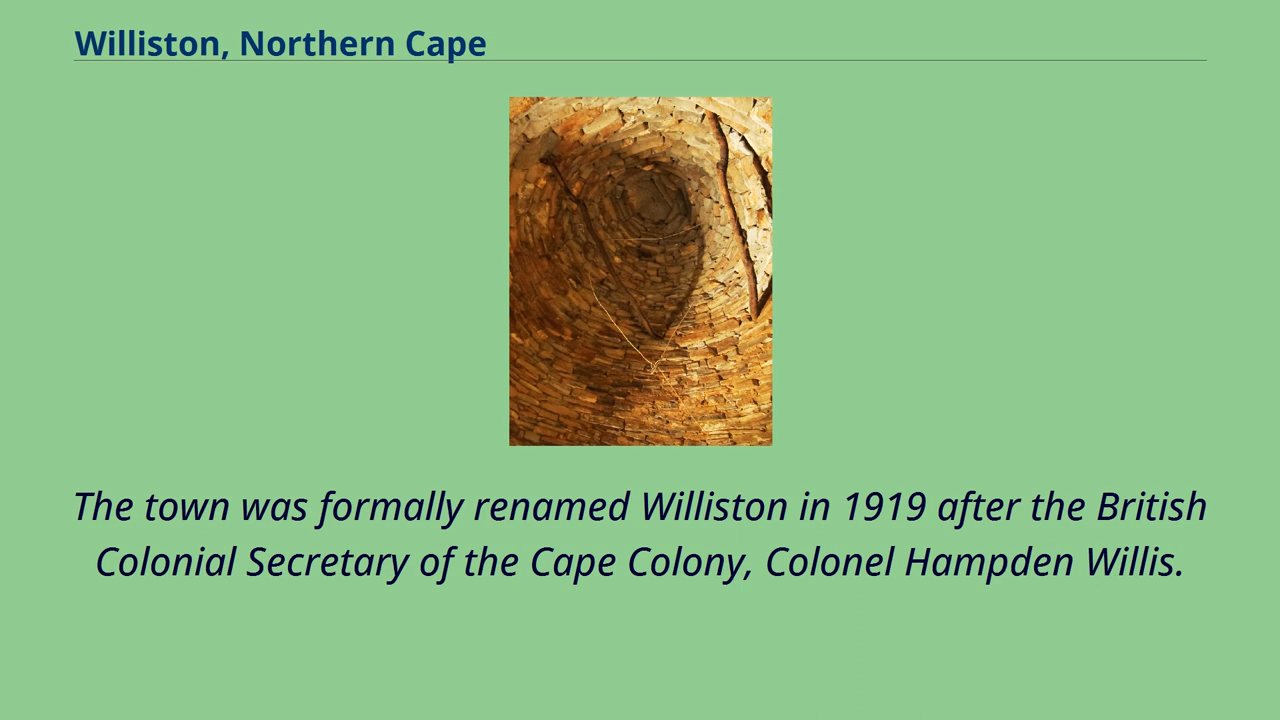 Williston, Northern Cape
The town was formally renamed Williston in 1919 after the British
Colonial Secretary of the Cape Colony, Colonel Hampden Willis.